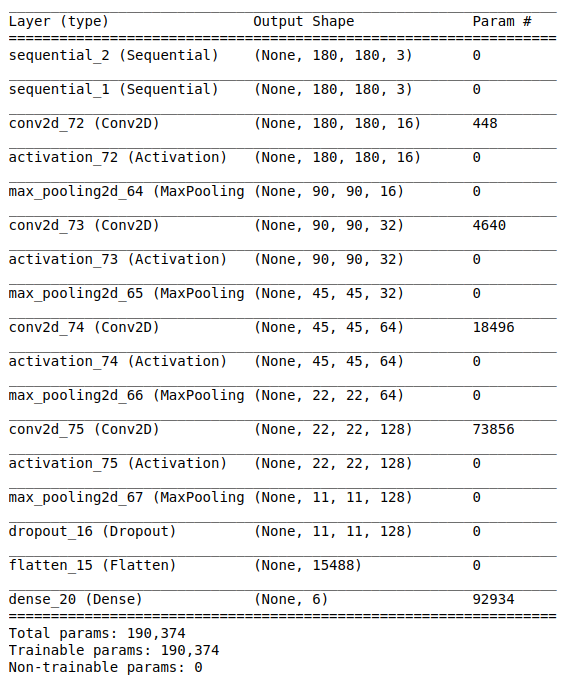 Layer (type) Output Shape Param #
=================================================================
sequential_2 (Sequential) (None, 180, 180, 3) 0
sequential_1 (Sequential) (None, 180, 180, 3) 0
conv2d_72 (Conv2D) (None, 180, 180, 16) 448
activation_72 (Activation) (None, 180, 180, 16) 0
max_pooling2d_64 (MaxPooling (None, 90, 90, 16) 0
conv2d_73 (Conv2D) (None, 90, 90, 32) 4640
activation_73 (Activation) (None, 90, 90, 32) 0
max_pooling2d_65 (MaxPooling (None, 45, 45, 32) 0
conv2d_74 (Conv2D) (None, 45, 45, 64) 18496
activation_74 (Activation) (None, 45, 45, 64) 0
max_pooling2d_66 (MaxPooling (None, 22, 22, 64) 0
conv2d_75 (Conv2D) (None, 22, 22, 128) 73856
activation_75 (Activation) (None, 22, 22, 128) 0
max_pooling2d_67 (MaxPooling (None, 11, 11, 128) 0
dropout_16 (Dropout) (None, 11, 11, 128) 0
flatten_15 (Flatten) (None, 15488) 0
dense_20 (Dense) (None, 6) 92934
=================================================================
Total params: 190,374
Trainable params: 190,374
Non-trainable params: 0